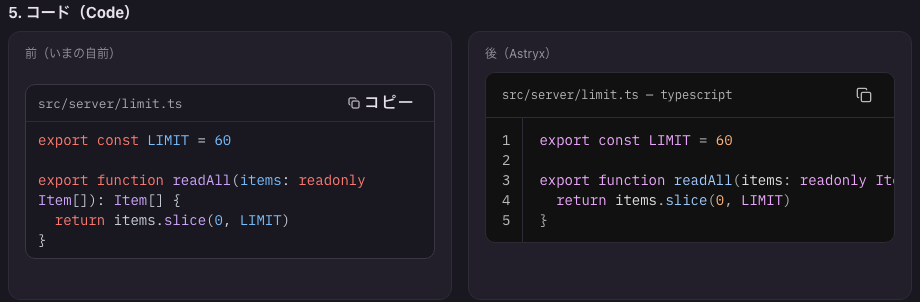 5. コード（Code）
前（いまの自前）
src/server/limit.ts
コピー
export const LIMIT = 60
export function readAll(items: readonly
Item[]): Item[] {
  return items.slice(0, LIMIT)
}
後（Astryx）
src/server/limit.ts — typescript
1 export const LIMIT = 60
2
3 export function readAll(items: readonly Ite
4   return items.slice(0, LIMIT)
5 }